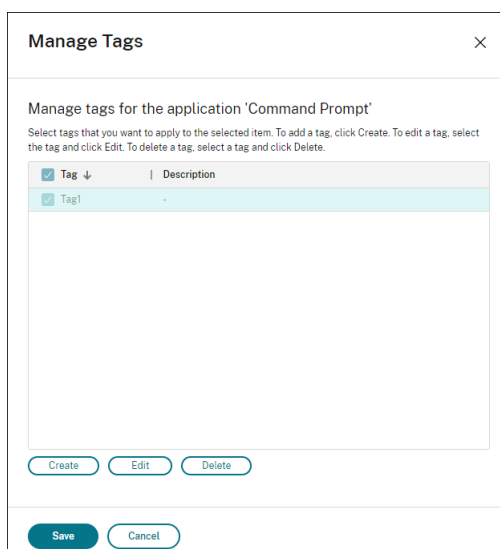 Manage Tags
Manage tags for the application 'Command Prompt'
Select tags that you want to apply to the selected item. To add a tag, click Create. To edit a tag, select
the tag and click Edit. To delete a tag, select a tag and click Delete.
Tag ↓ | Description
Tag1 -
Create Edit Delete
Save Cancel